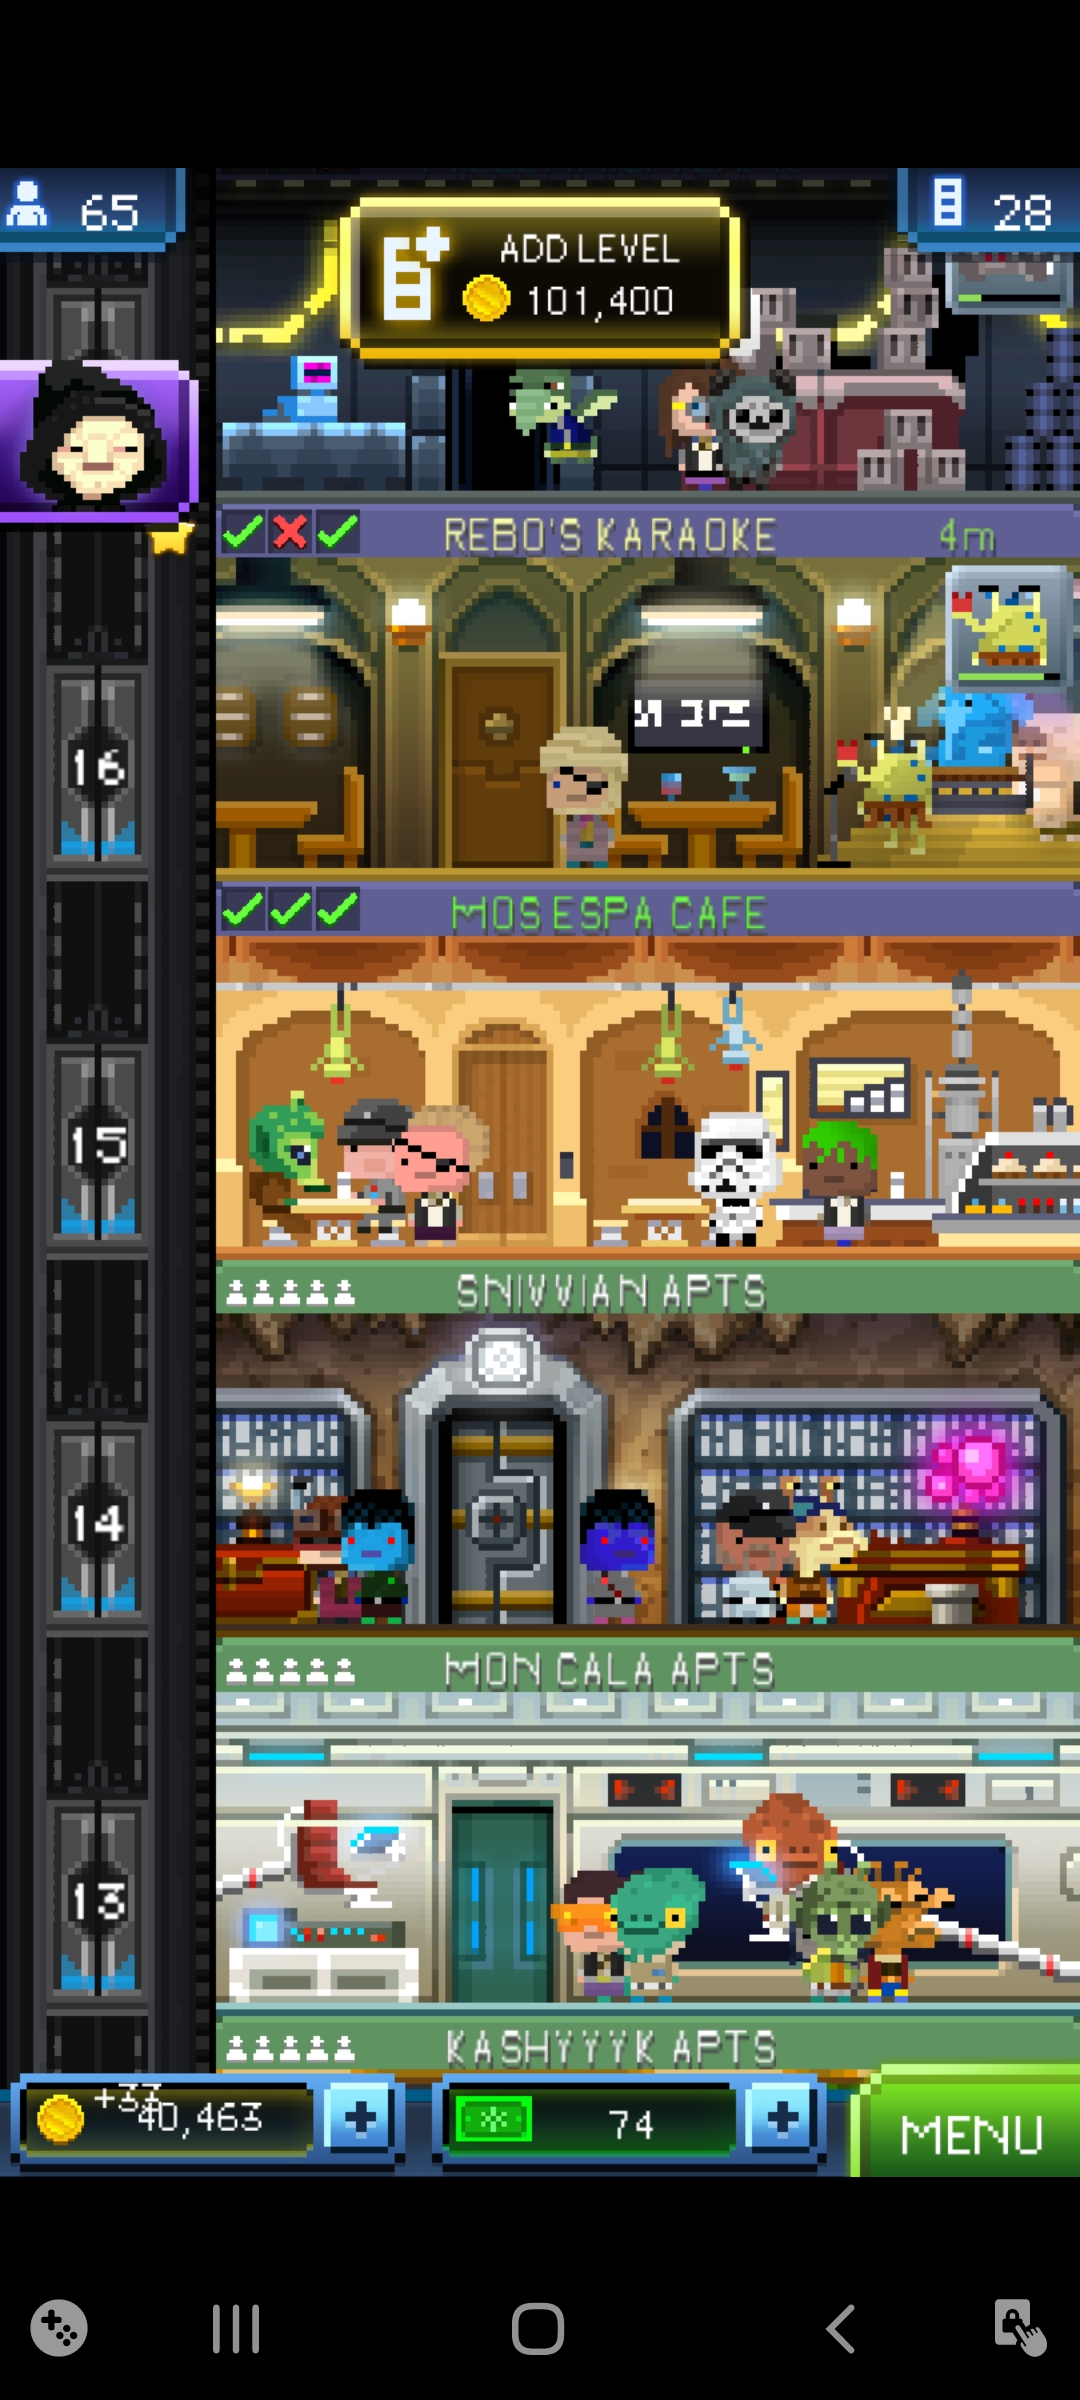 65
ADD LEVEL
101,400
28
REBO'S KARAOKE
4m
16
MOS ESPA CAFE
15
SNIVVIAN APTS
14
MON CALA APTS
13
KASHYYYK APTS
+33
40,463
74
MENU